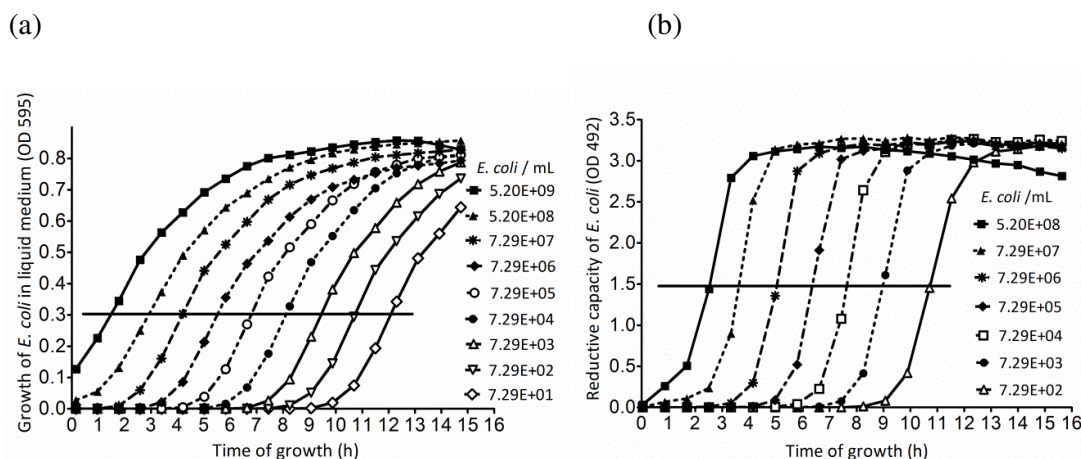 (a)
(b)
Growth of E. coli in liquid medium (OD 595)
0.8
0.7
0.6
0.5
0.4
0.3
0.2
0.1
0.0
0 1 2 3 4 5 6 7 8 9 10 11 12 13 14 15 16
Time of growth (h)
E. coli / mL
5.20E+09
5.20E+08
7.29E+07
7.29E+06
7.29E+05
7.29E+04
7.29E+03
7.29E+02
7.29E+01
Reductive capacity of E. coli (OD 492)
3.5
3.0
2.5
2.0
1.5
1.0
0.5
0.0
0 1 2 3 4 5 6 7 8 9 10 11 12 13 14 15 16
Time of growth (h)
E. coli /mL
5.20E+08
7.29E+07
7.29E+06
7.29E+05
7.29E+04
7.29E+03
7.29E+02